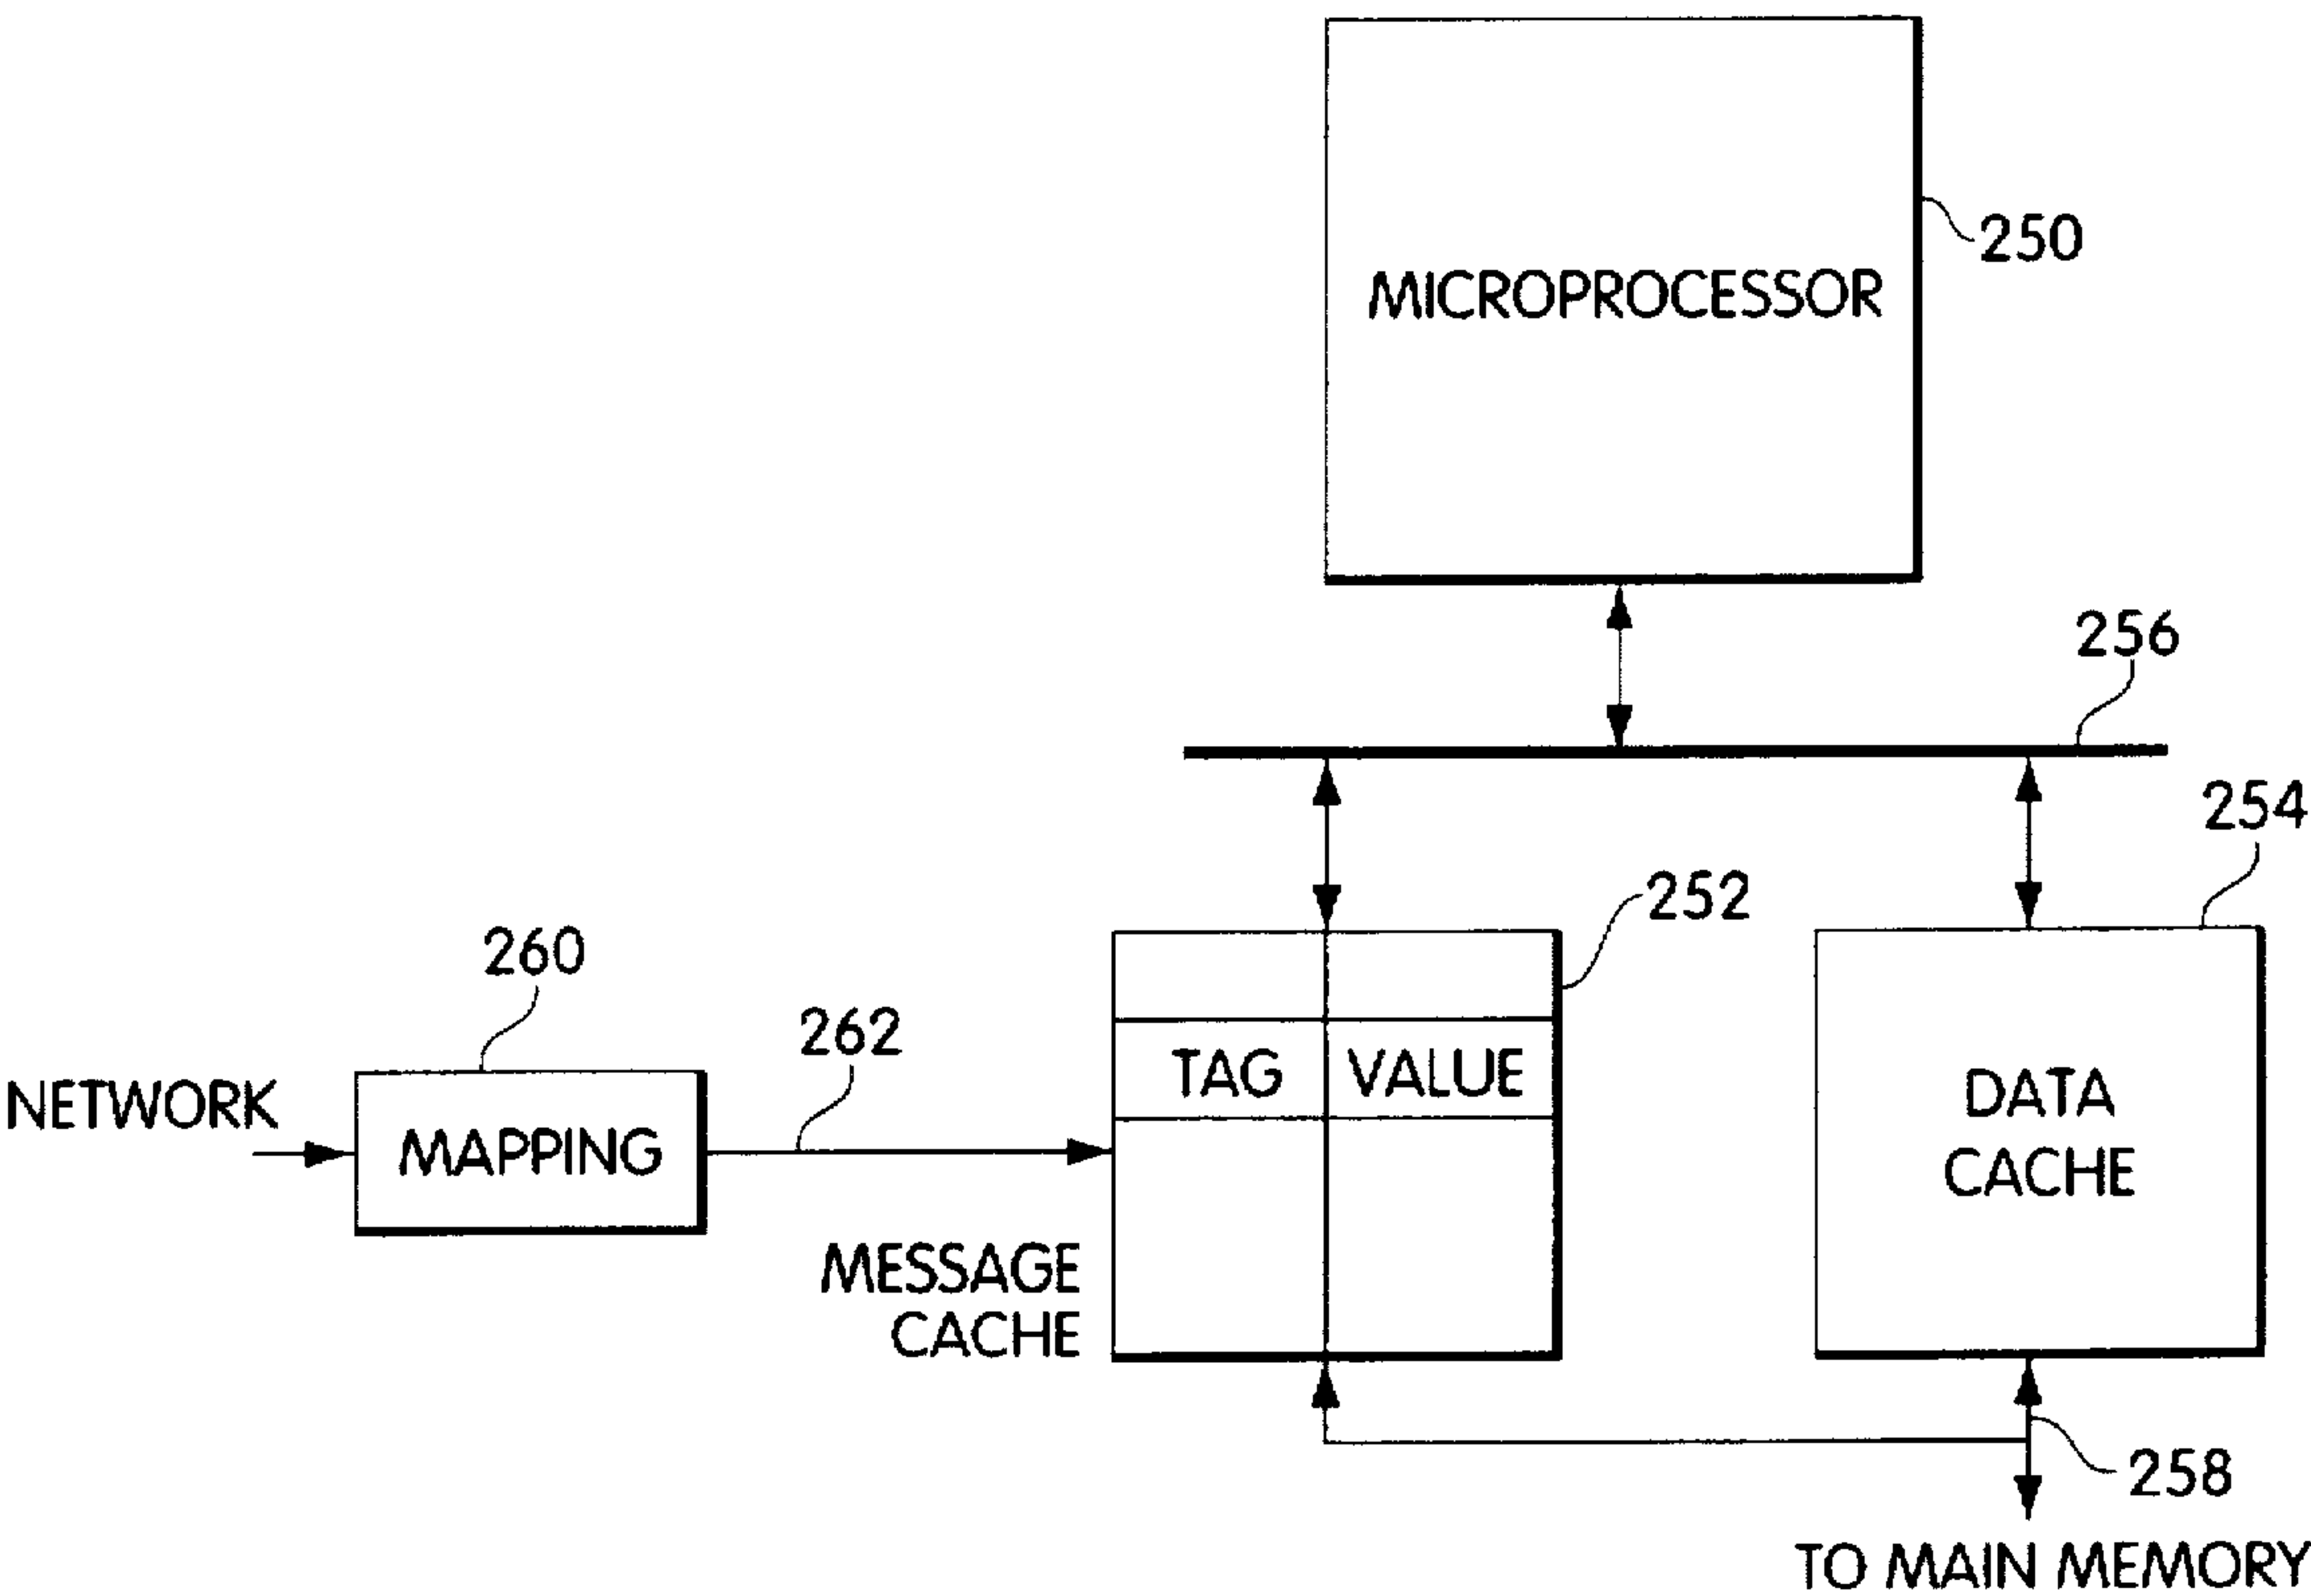 MICROPROCESSOR
250
256
254
252
260
262
NETWORK
MAPPING
TAG VALUE
DATA
CACHE
MESSAGE
CACHE
258
TO MAIN MEMORY